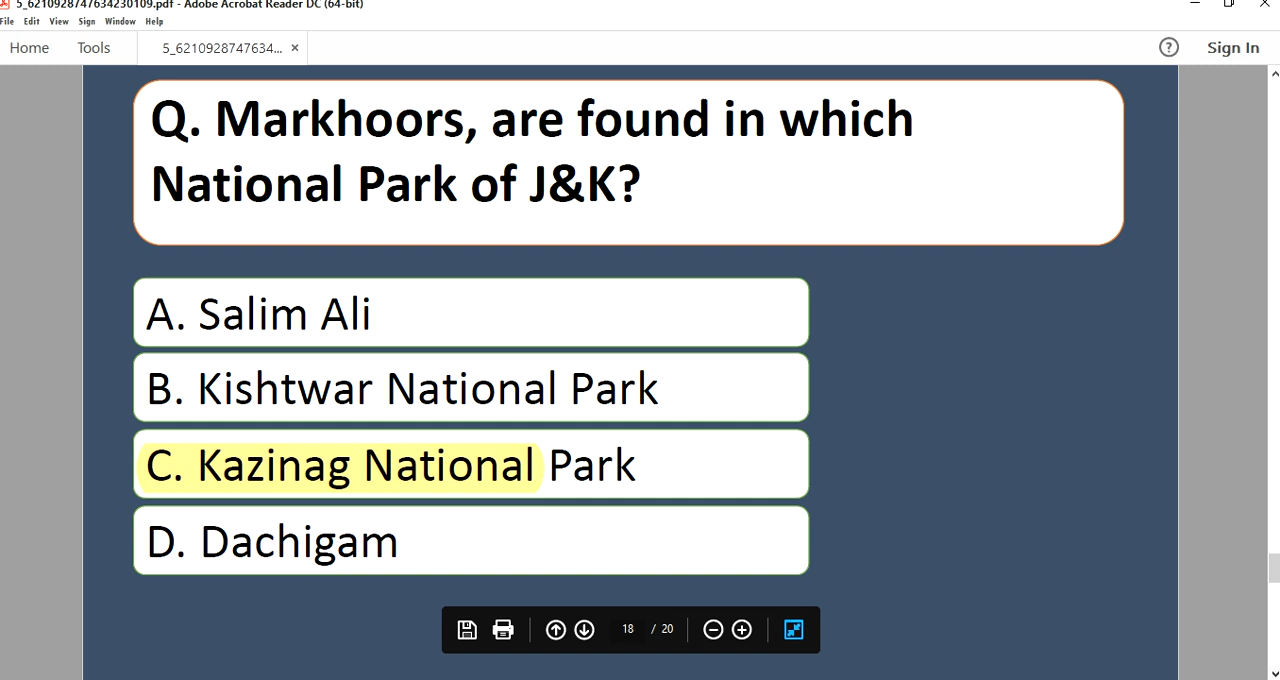 5_6210928747634230109.pdf - Adobe Acrobat Reader DC (64-bit)
File Edit View Sign Window Help
Home Tools 5_6210928747634... × ? Sign In
Q. Markhoors, are found in which
National Park of J&K?
A. Salim Ali
B. Kishtwar National Park
C. Kazinag National Park
D. Dachigam
18 / 20